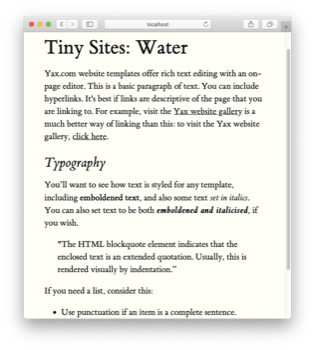 localhost
Tiny Sites: Water
Yax.com website templates offer rich text editing with an on-
page editor. This is a basic paragraph of text. You can include
hyperlinks. It's best if links are descriptive of the page that you
are linking to. For example, visit the Yax website gallery is a
much better way of linking than this: to visit the Yax website
gallery, click here.
Typography
You'll want to see how text is styled for any template,
including emboldened text, and also some text set in italics.
You can also set text to be both emboldened and italicised, if
you wish.
"The HTML blockquote element indicates that the
enclosed text is an extended quotation. Usually, this is
rendered visually by indentation."
If you need a list, consider this:
• Use punctuation if an item is a complete sentence.